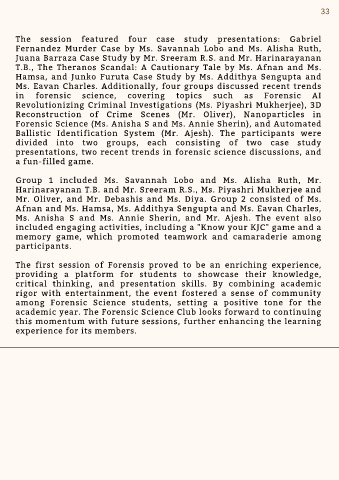 33
The session featured four case study presentations: Gabriel
Fernandez Murder Case by Ms. Savannah Lobo and Ms. Alisha Ruth,
Juana Barraza Case Study by Mr. Sreeram R.S. and Mr. Harinarayanan
T.B., The Theranos Scandal: A Cautionary Tale by Ms. Afnan and Ms.
Hamsa, and Junko Furuta Case Study by Ms. Addithya Sengupta and
Ms. Eavan Charles. Additionally, four groups discussed recent trends
in forensic science, covering topics such as Forensic AI
Revolutionizing Criminal Investigations (Ms. Piyashri Mukherjee), 3D
Reconstruction of Crime Scenes (Mr. Oliver), Nanoparticles in
Forensic Science (Ms. Anisha S and Ms. Annie Sherin), and Automated
Ballistic Identification System (Mr. Ajesh). The participants were
divided into two groups, each consisting of two case study
presentations, two recent trends in forensic science discussions, and
a fun-filled game.
Group 1 included Ms. Savannah Lobo and Ms. Alisha Ruth, Mr.
Harinarayanan T.B. and Mr. Sreeram R.S., Ms. Piyashri Mukherjee and
Mr. Oliver, and Mr. Debashis and Ms. Diya. Group 2 consisted of Ms.
Afnan and Ms. Hamsa, Ms. Addithya Sengupta and Ms. Eavan Charles,
Ms. Anisha S and Ms. Annie Sherin, and Mr. Ajesh. The event also
included engaging activities, including a "Know your KJC" game and a
memory game, which promoted teamwork and camaraderie among
participants.
The first session of Forensis proved to be an enriching experience,
providing a platform for students to showcase their knowledge,
critical thinking, and presentation skills. By combining academic
rigor with entertainment, the event fostered a sense of community
among Forensic Science students, setting a positive tone for the
academic year. The Forensic Science Club looks forward to continuing
this momentum with future sessions, further enhancing the learning
experience for its members.